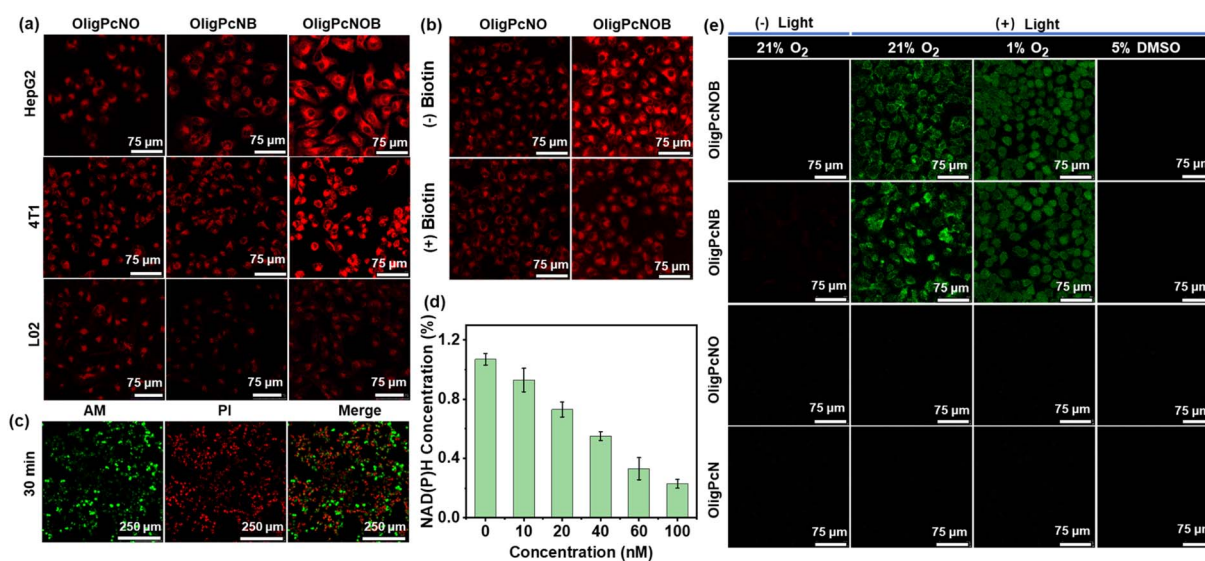 (a) OligPcNO OligPcNB OligPcNOB
HepG2 75 μm 75 μm 75 μm
4T1 75 μm 75 μm 75 μm
L02 75 μm 75 μm 75 μm
(b) OligPcNO OligPcNOB
(-) Biotin 75 μm 75 μm
(+) Biotin 75 μm 75 μm
(c) AM PI Merge
30 min 250 μm 250 μm 250 μm
(d)
NAD(P)H Concentration (%)
1.2
0.8
0.4
0.0
0 10 20 40 60 100
Concentration (nM)
(e) (-) Light (+) Light
21% O2 21% O2 1% O2 5% DMSO
OligPcNOB 75 μm 75 μm 75 μm 75 μm
OligPcNB 75 μm 75 μm 75 μm 75 μm
OligPcNO 75 μm 75 μm 75 μm 75 μm
OligPcN 75 μm 75 μm 75 μm 75 μm